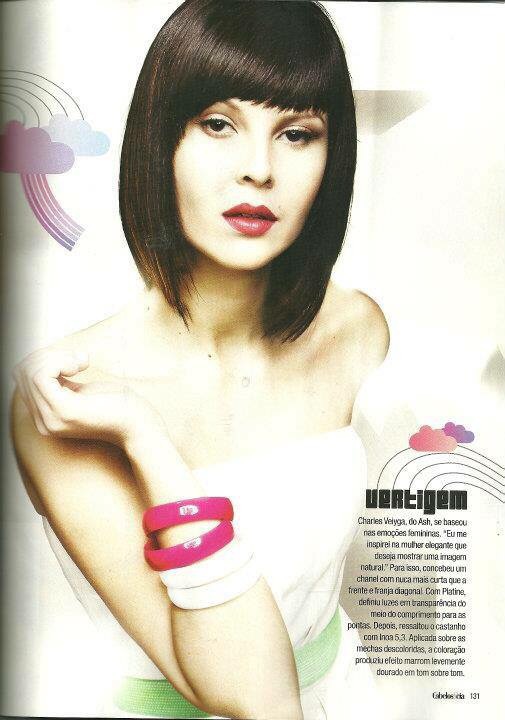 VERTIGEM
Charles Veiyga, do Ash, se baseou
nas emoções femininas. "Eu me
inspirei na mulher elegante que
deseja mostrar uma imagem
natural." Para isso, concebeu um
chanel com nuca mais curta que a
frente e franja diagonal. Com Platine,
definiu luzes em transparência do
meio do comprimento para as
pontas. Depois, ressaltou o castanho
com Inoa 5,3. Aplicada sobre as
mechas descoloridas, a coloração
produziu efeito marrom levemente
dourado em tom sobre tom.
Cabelos&cia 131